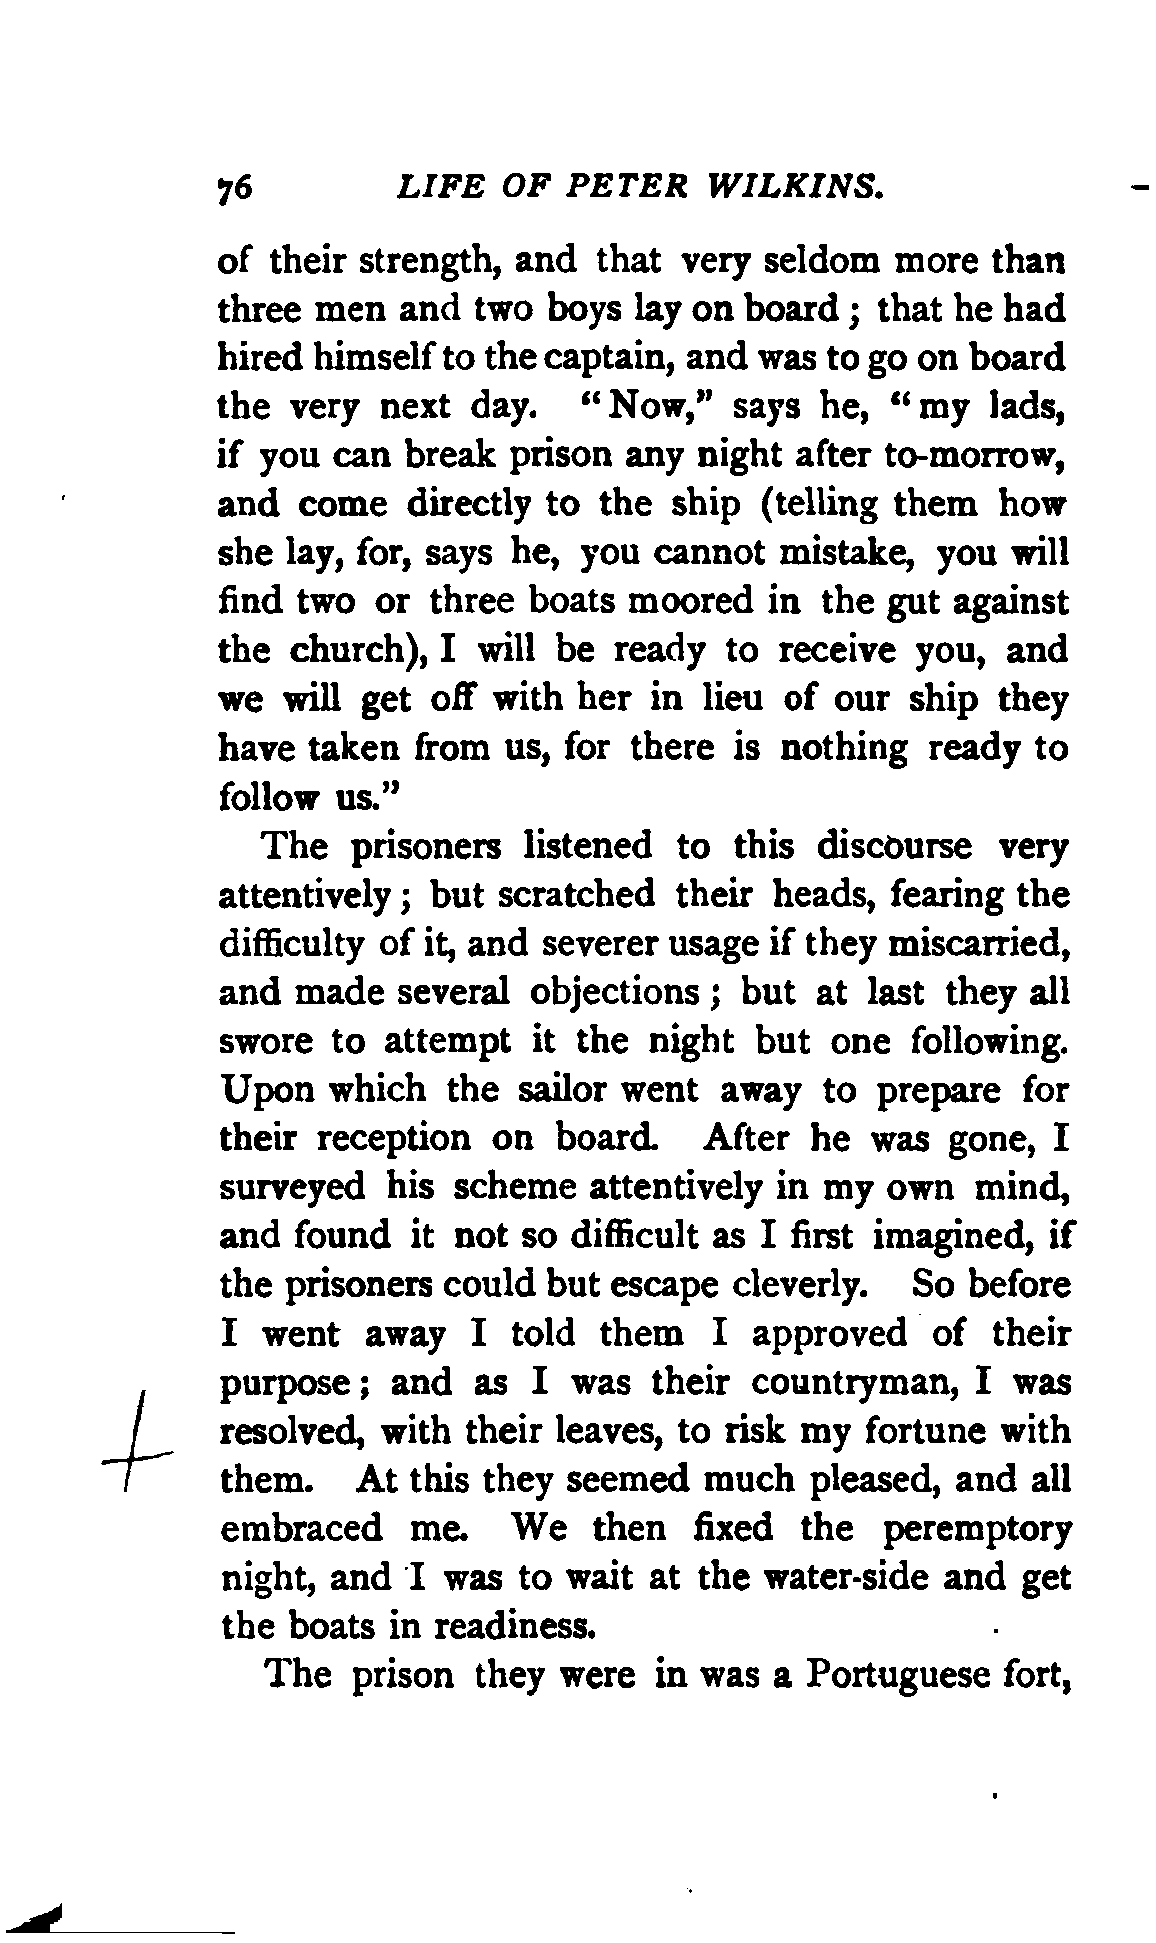 76 LIFE OF PETER WILKINS.
of their strength, and that very seldom more than
three men and two boys lay on board ; that he had
hired himself to the captain, and was to go on board
the very next day. “Now,” says he, “my lads,
if you can break prison any night after to-morrow,
and come directly to the ship (telling them how
she lay, for, says he, you cannot mistake, you will
find two or three boats moored in the gut against
the church), I will be ready to receive you, and
we will get off with her in lieu of our ship they
have taken from us, for there is nothing ready to
follow us.”
The prisoners listened to this discourse very
attentively ; but scratched their heads, fearing the
difficulty of it, and severer usage if they miscarried,
and made several objections ; but at last they all
swore to attempt it the night but one following.
Upon which the sailor went away to prepare for
their reception on board. After he was gone, I
surveyed his scheme attentively in my own mind,
and found it not so difficult as I first imagined, if
the prisoners could but escape cleverly. So before
I went away I told them I approved of their
purpose ; and as I was their countryman, I was
resolved, with their leaves, to risk my fortune with
them. At this they seemed much pleased, and all
embraced me. We then fixed the peremptory
night, and I was to wait at the water-side and get
the boats in readiness.
The prison they were in was a Portuguese fort,